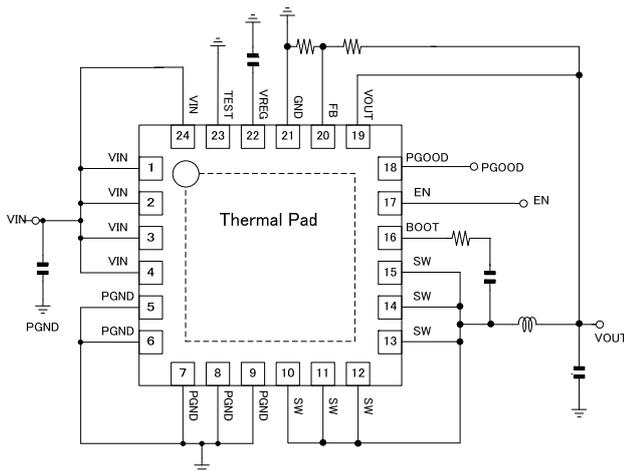 VIN
TEST
VREG
GND
FB
VOUT
24
23
22
21
20
19
VIN
1
18
PGOOD
PGOOD
VIN
2
17
EN
EN
VIN
VIN
3
16
BOOT
VIN
4
15
SW
PGND
5
14
SW
PGND
PGND
6
13
SW
VOUT
Thermal Pad
7
8
9
10
11
12
PGND
PGND
PGND
SW
SW
SW